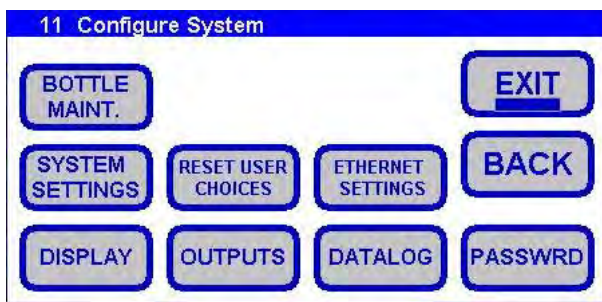 11 Configure System
BOTTLE
MAINT.
EXIT
SYSTEM
SETTINGS
RESET USER
CHOICES
ETHERNET
SETTINGS
BACK
DISPLAY
OUTPUTS
DATALOG
PASSWRD